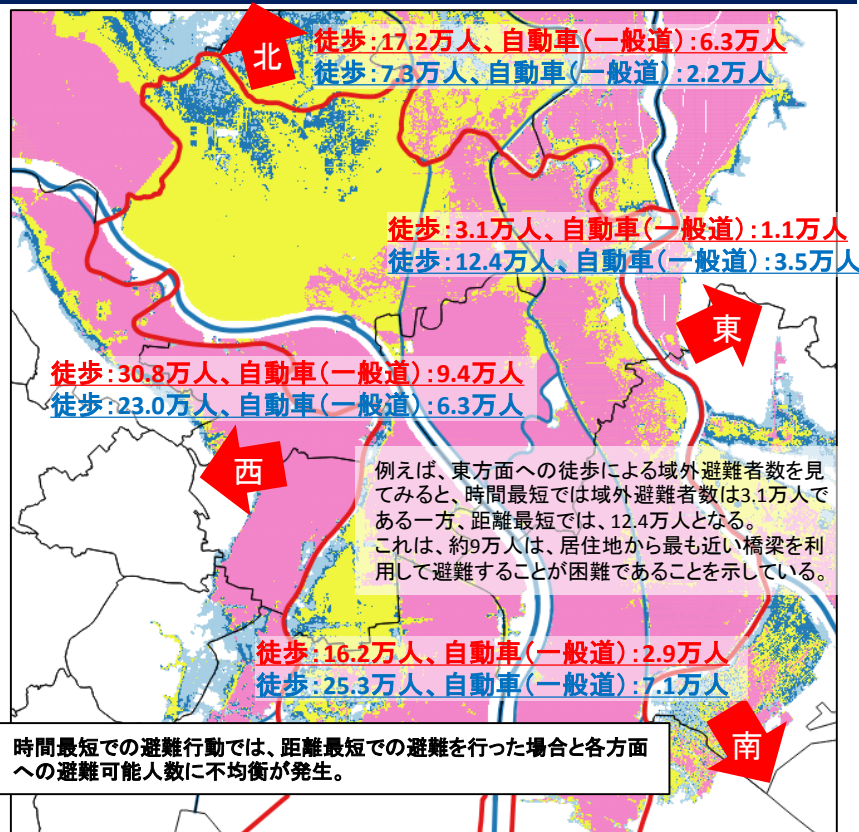 北
徒歩:17.2万人、自動車(一般道):6.3万人
徒歩:7.3万人、自動車(一般道):2.2万人
徒歩:3.1万人、自動車(一般道):1.1万人
徒歩:12.4万人、自動車(一般道):3.5万人
東
徒歩:30.8万人、自動車(一般道):9.4万人
徒歩:23.0万人、自動車(一般道):6.3万人
西
例えば、東方面への徒歩による域外避難者数を見
てみると、時間最短では域外避難者数は3.1万人で
ある一方、距離最短では、12.4万人となる。
これは、約9万人は、居住地から最も近い橋梁を利
用して避難することが困難であることを示している。
徒歩:16.2万人、自動車(一般道):2.9万人
徒歩:25.3万人、自動車(一般道):7.1万人
南
時間最短での避難行動では、距離最短での避難を行った場合と各方面
への避難可能人数に不均衡が発生。